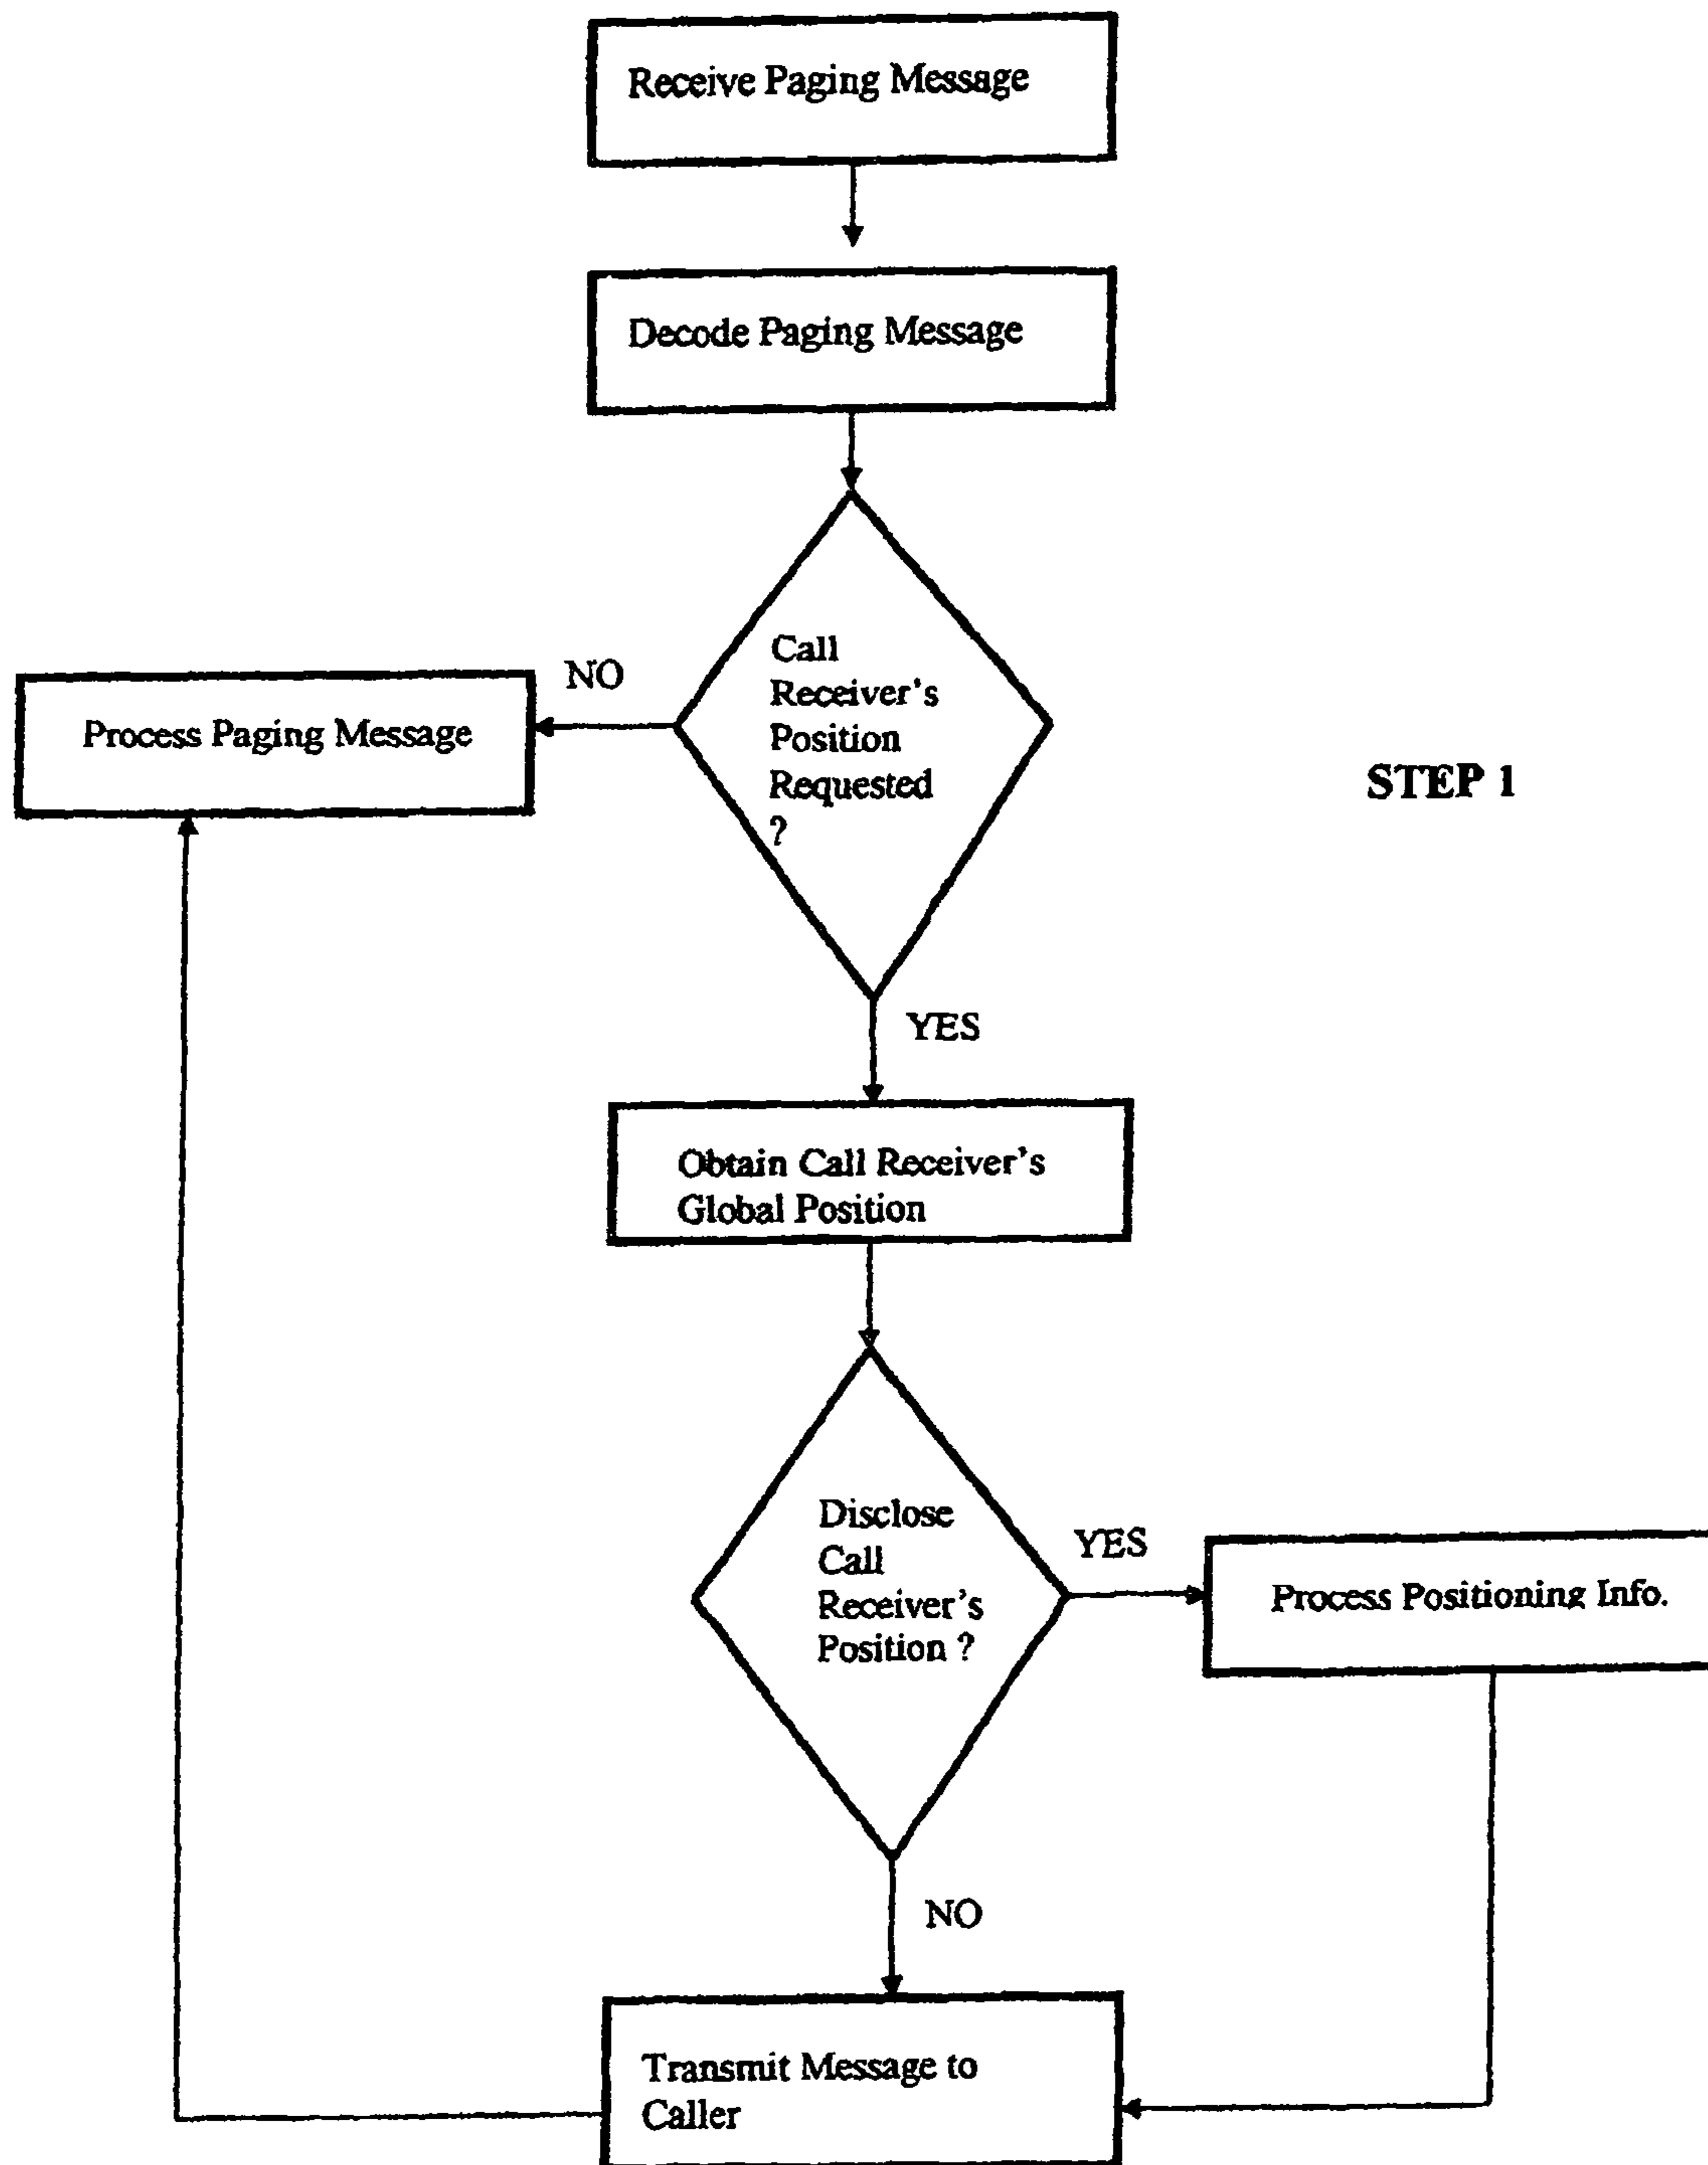 Receive Paging Message
Decode Paging Message
Call
Receiver's
Position
Requested
?
NO
Process Paging Message
STEP 1
YES
Obtain Call Receiver's
Global Position
Disclose
Call
Receiver's
Position ?
YES
Process Positioning Info.
NO
Transmit Message to
Caller